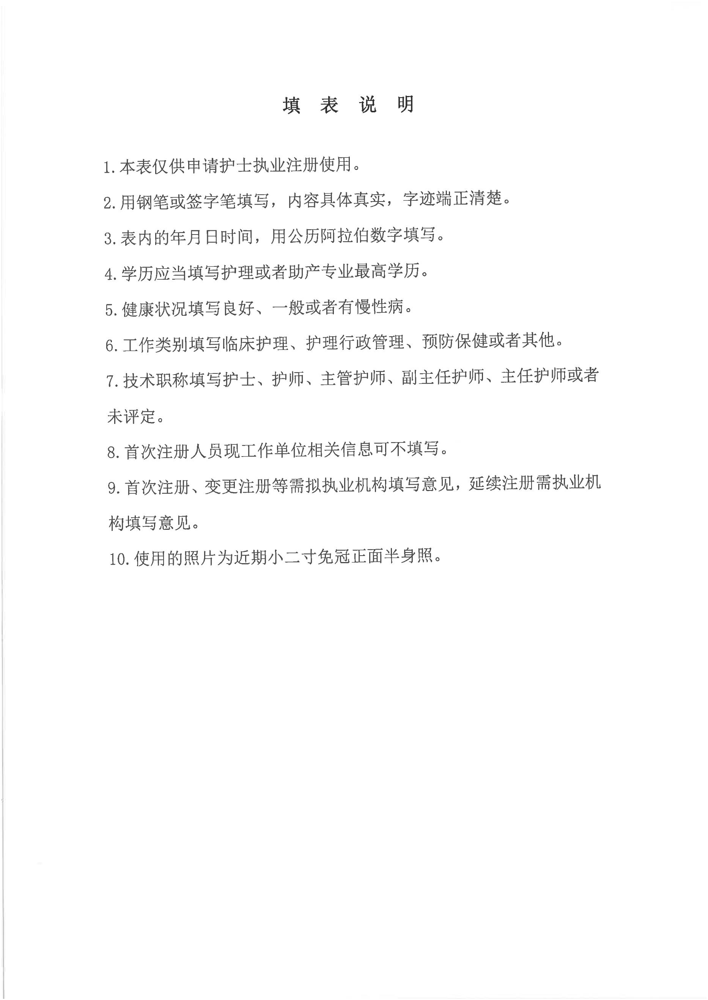 填 表 说 明
1.本表仅供申请护士执业注册使用。
2.用钢笔或签字笔填写，内容具体真实，字迹端正清楚。
3.表内的年月日时间，用公历阿拉伯数字填写。
4.学历应当填写护理或者助产专业最高学历。
5.健康状况填写良好、一般或者有慢性病。
6.工作类别填写临床护理、护理行政管理、预防保健或者其他。
7.技术职称填写护士、护师、主管护师、副主任护师、主任护师或者
未评定。
8.首次注册人员现工作单位相关信息可不填写。
9.首次注册、变更注册等需拟执业机构填写意见，延续注册需执业机
构填写意见。
10.使用的照片为近期小二寸免冠正面半身照。